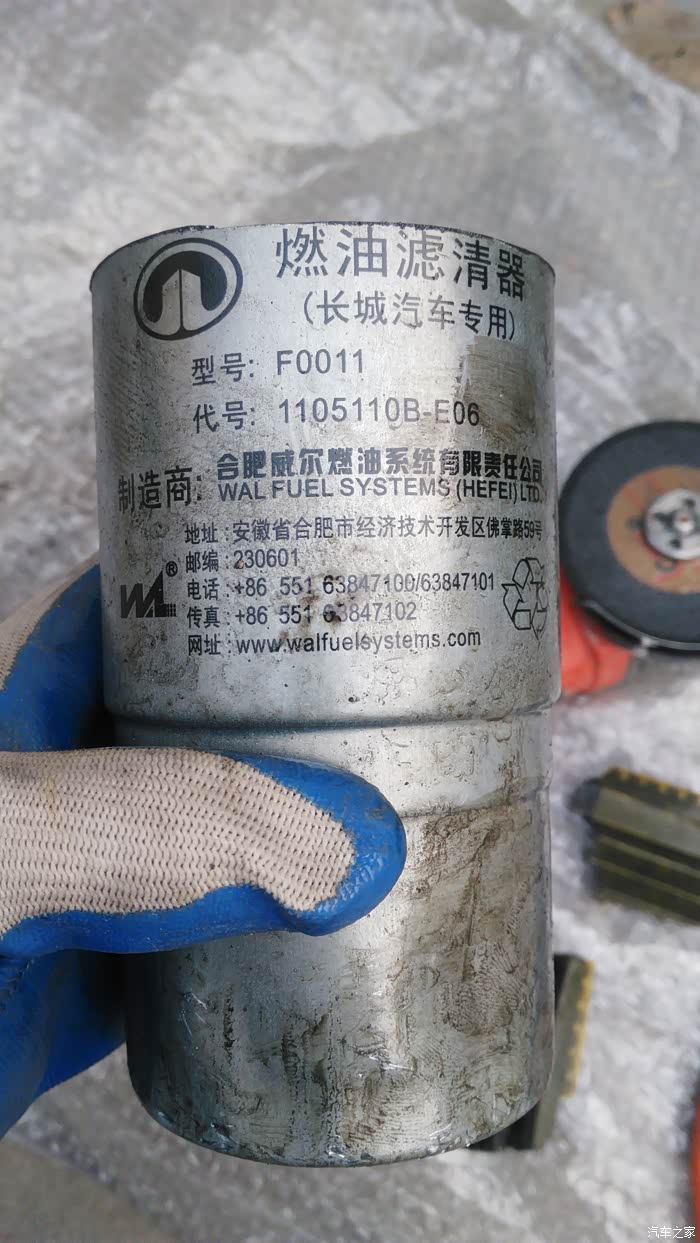 燃油滤清器
(长城汽车专用)
型号: F0011
代号: 1105110B-E06
制造商: 合肥威尔燃油系统有限责任公司
WAL FUEL SYSTEMS (HEFEI) LTD.
地址: 安徽省合肥市经济技术开发区佛掌路59号
邮编: 230601
电话: +86 551 63847100/63847101
传真: +86 551 63847102
网址: www.walfuelsystems.com
WAL®
汽车之家